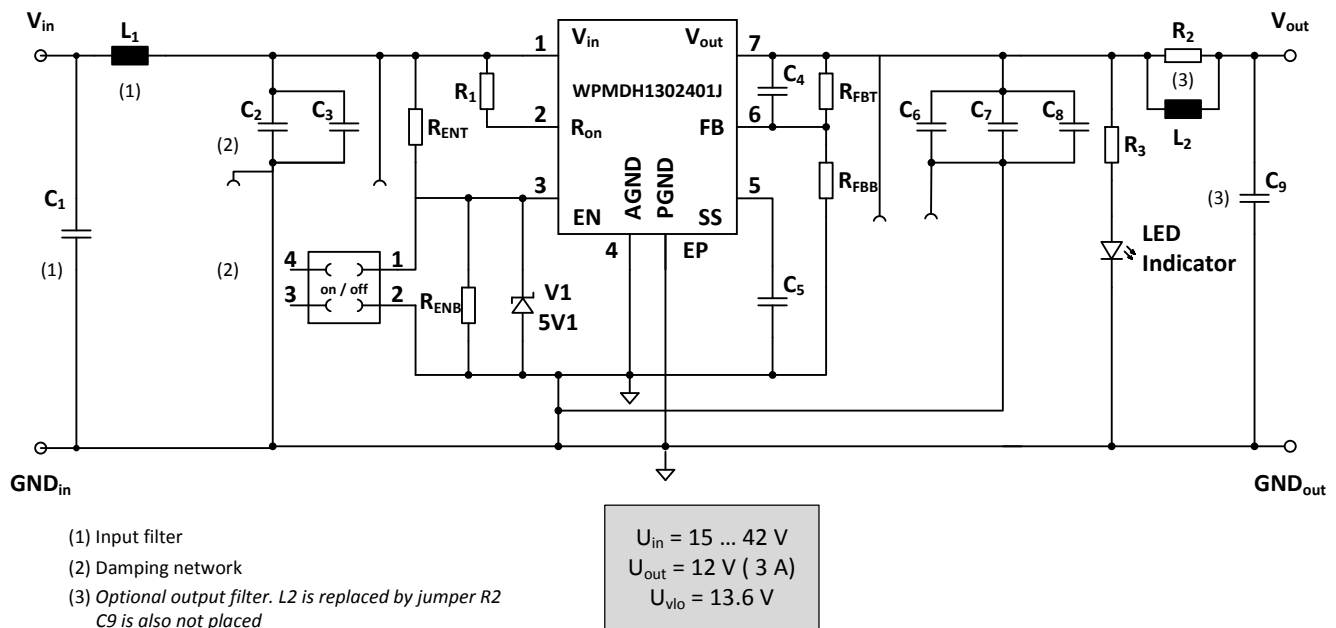 Vin
L1
(1)
C1
(1)
C2
(2)
C3
(2)
RENT
R1
1
Vin
Vout
7
WPMDH1302401J
2
Ron
FB
6
3
EN
AGND
PGND
SS
5
4
EP
4
1
on / off
3
2
RENB
V1
5V1
C4
RFBT
RFBB
C5
C6
C7
C8
R3
LED
Indicator
R2
(3)
L2
C9
(3)
Vout
GNDin
GNDout
(1) Input filter
(2) Damping network
(3) Optional output filter. L2 is replaced by jumper R2
C9 is also not placed
Uin = 15 ... 42 V
Uout = 12 V ( 3 A)
Uvlo = 13.6 V